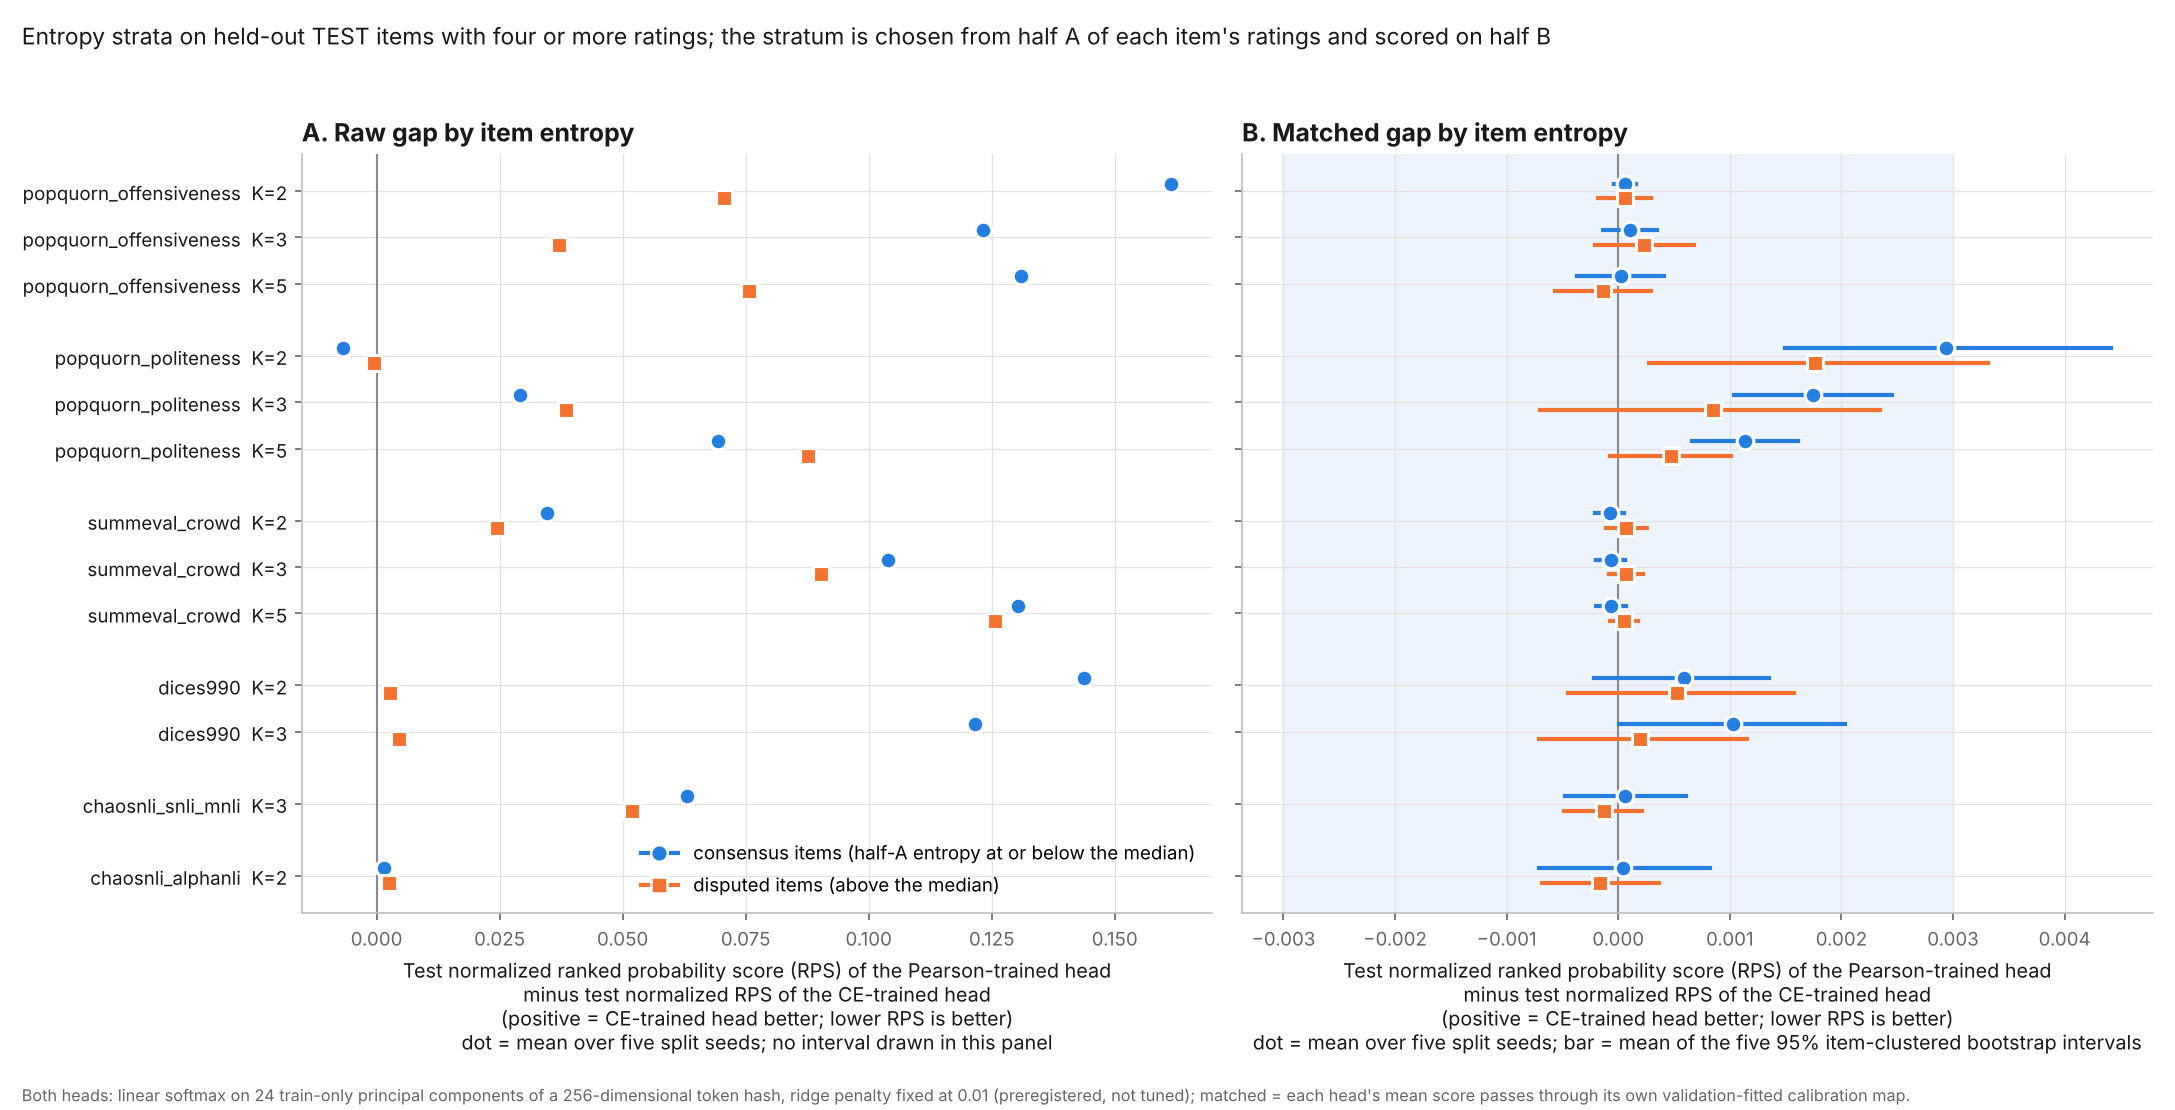 Entropy strata on held-out TEST items with four or more ratings; the stratum is chosen from half A of each item's ratings and scored on half B
A. Raw gap by item entropy
B. Matched gap by item entropy
popquorn_offensiveness K=2
popquorn_offensiveness K=3
popquorn_offensiveness K=5
popquorn_politeness K=2
popquorn_politeness K=3
popquorn_politeness K=5
summeval_crowd K=2
summeval_crowd K=3
summeval_crowd K=5
dices990 K=2
dices990 K=3
chaosnli_snli_mnli K=3
chaosnli_alphanli K=2
consensus items (half-A entropy at or below the median)
disputed items (above the median)
0.000 0.025 0.050 0.075 0.100 0.125 0.150
Test normalized ranked probability score (RPS) of the Pearson-trained head
minus test normalized RPS of the CE-trained head
(positive = CE-trained head better; lower RPS is better)
dot = mean over five split seeds; no interval drawn in this panel
−0.003 −0.002 −0.001 0.000 0.001 0.002 0.003 0.004
Test normalized ranked probability score (RPS) of the Pearson-trained head
minus test normalized RPS of the CE-trained head
(positive = CE-trained head better; lower RPS is better)
dot = mean over five split seeds; bar = mean of the five 95% item-clustered bootstrap intervals
Both heads: linear softmax on 24 train-only principal components of a 256-dimensional token hash, ridge penalty fixed at 0.01 (preregistered, not tuned); matched = each head's mean score passes through its own validation-fitted calibration map.